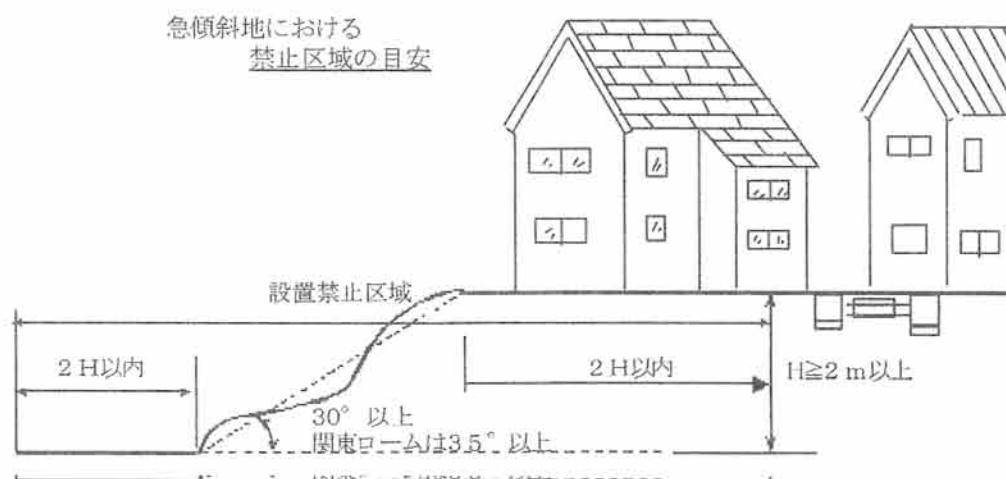 急傾斜地における
禁止区域の目安
設置禁止区域
2H以内
2H以内
H≧2m以上
30°以上
関東ロームは35°以上